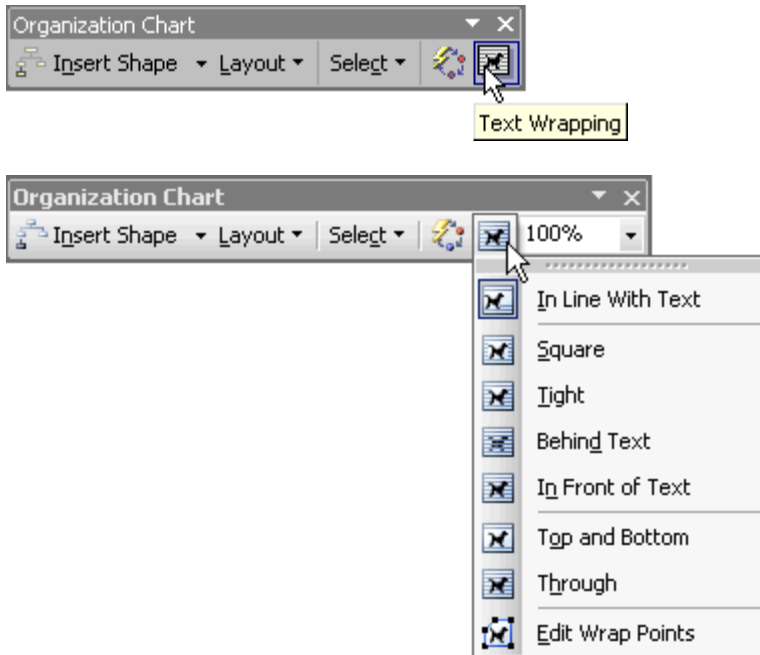 Organization Chart
Insert Shape Layout Select
Text Wrapping
Organization Chart
Insert Shape Layout Select 100%
In Line With Text
Square
Tight
Behind Text
In Front of Text
Top and Bottom
Through
Edit Wrap Points